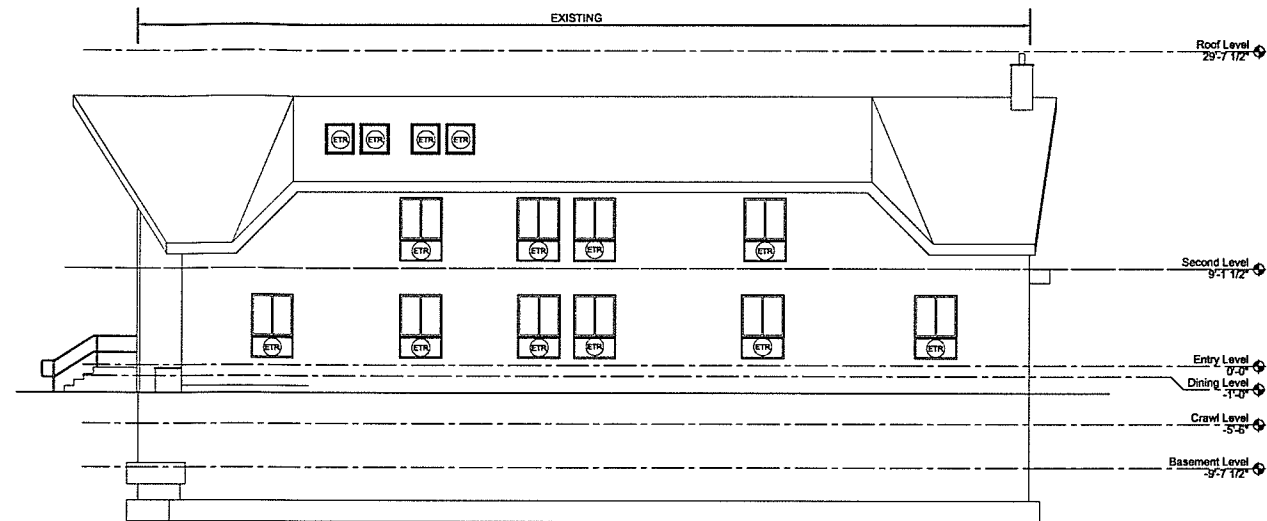 EXISTING
Roof Level
29'-7 1/2"
ETR ETR ETR ETR
ETR ETR ETR ETR
Second Level
9'-1 1/2"
ETR ETR ETR ETR ETR ETR
Entry Level
0'-0"
Dining Level
-1'-0"
Crawl Level
-5'-6"
Basement Level
-9'-7 1/2"